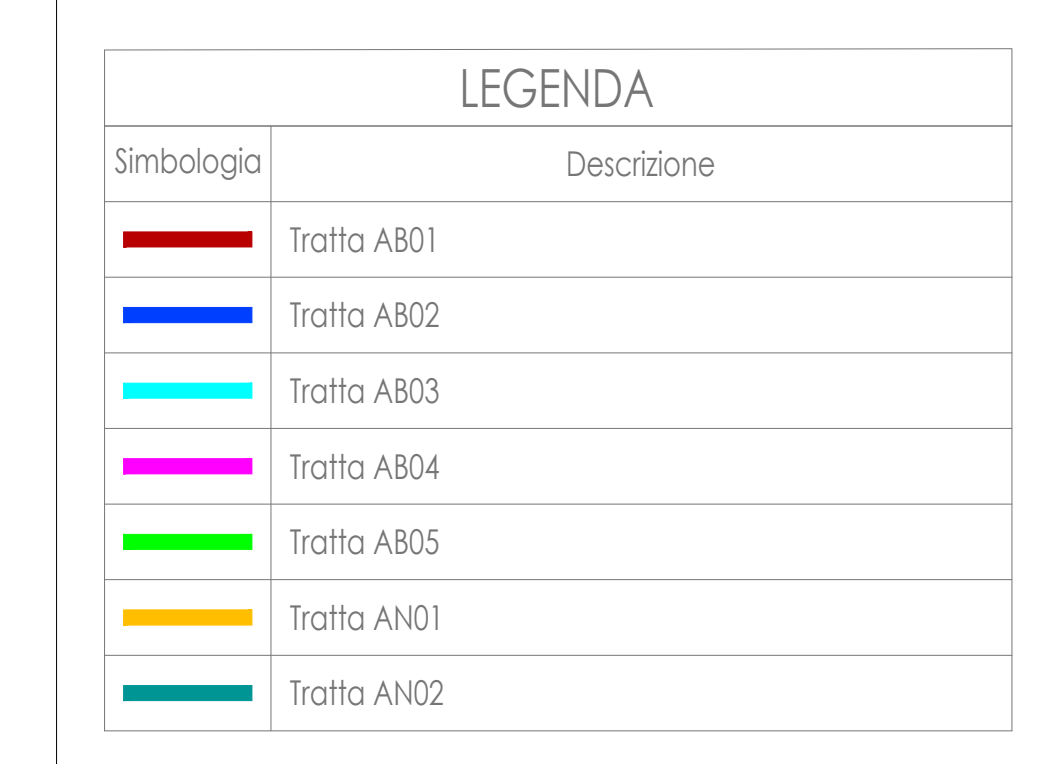 LEGENDA
Simbologia Descrizione
Tratta AB01
Tratta AB02
Tratta AB03
Tratta AB04
Tratta AB05
Tratta AN01
Tratta AN02